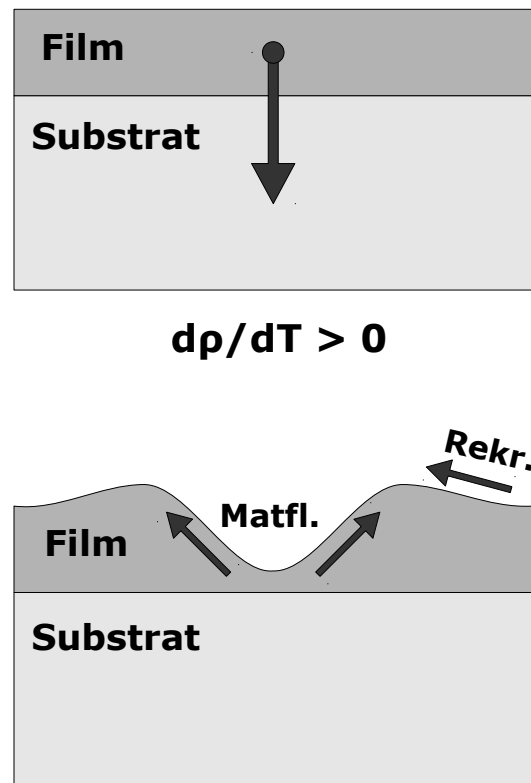 Film
Substrat
dρ/dT > 0
Rekr.
Matfl.
Film
Substrat